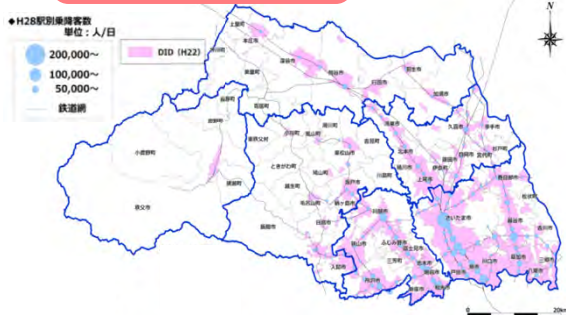 ◆H28駅別乗降客数
単位：人/日
200,000～
100,000～
50,000～
鉄道網
DID（H22）
N
上里町
本庄市
神川町
美里町
深谷市
熊谷市
行田市
羽生市
加須市
長瀞町
皆野町
寄居町
小鹿野町
秩父市
横瀬町
東秩父村
小川町
嵐山町
滑川町
吉見町
東松山市
ときがわ町
鳩山町
川島町
越生町
坂戸市
毛呂山町
鶴ヶ島市
日高市
飯能市
川越市
狭山市
入間市
ふじみ野市
富士見市
三芳町
所沢市
志木市
新座市
朝霞市
和光市
鴻巣市
北本市
桶川市
上尾市
伊奈町
久喜市
幸手市
蓮田市
白岡市
宮代町
杉戸町
春日部市
松伏町
さいたま市
越谷市
吉川市
戸田市
蕨市
川口市
草加市
三郷市
八潮市
0
20km